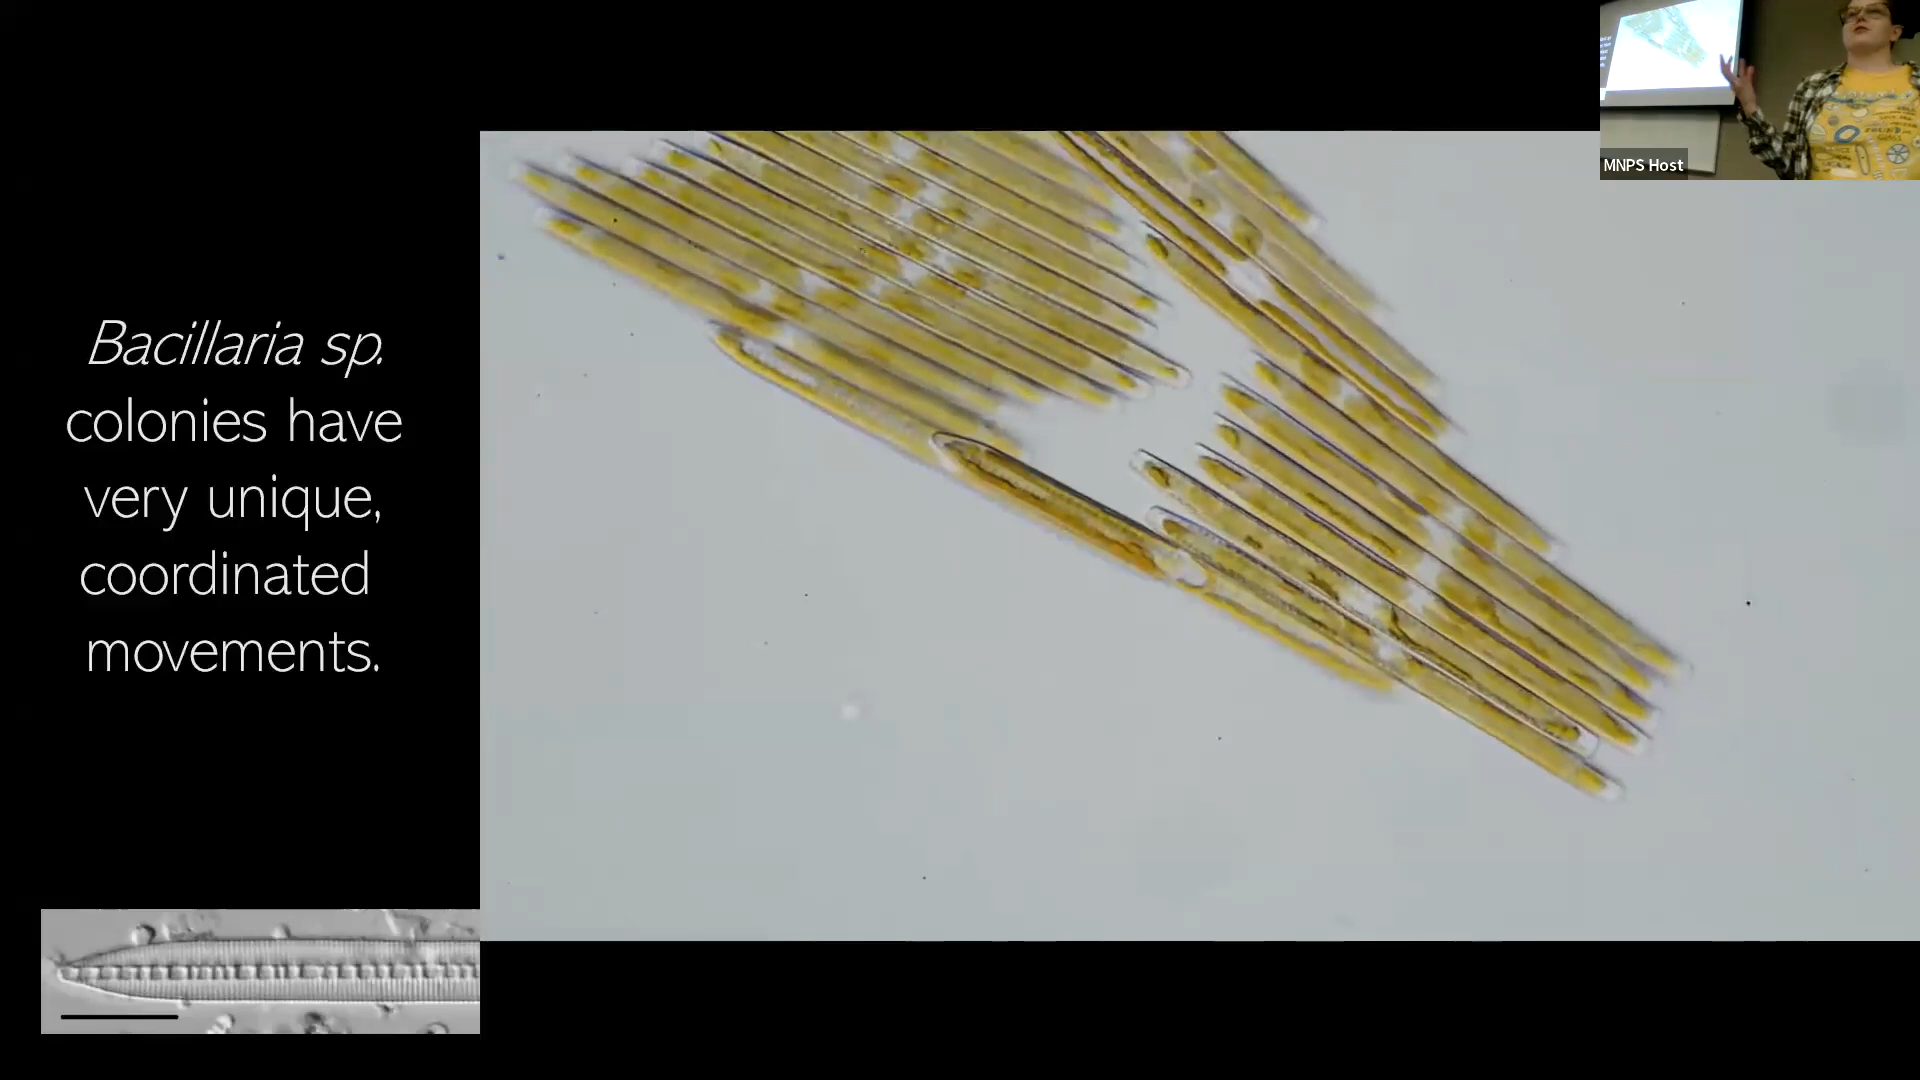 Bacillaria sp.
colonies have
very unique,
coordinated
movements.
MNPS Host